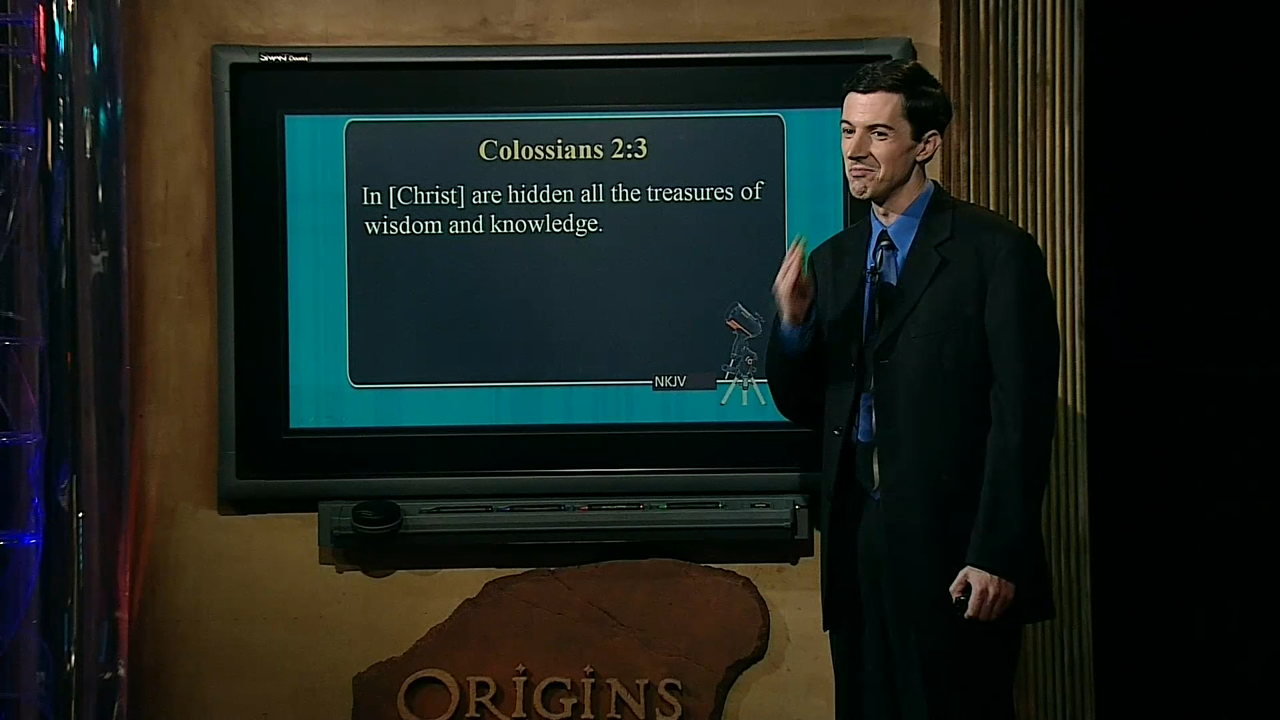 Colossians 2:3
In [Christ] are hidden all the treasures of
wisdom and knowledge.
NKJV
ORIGINS